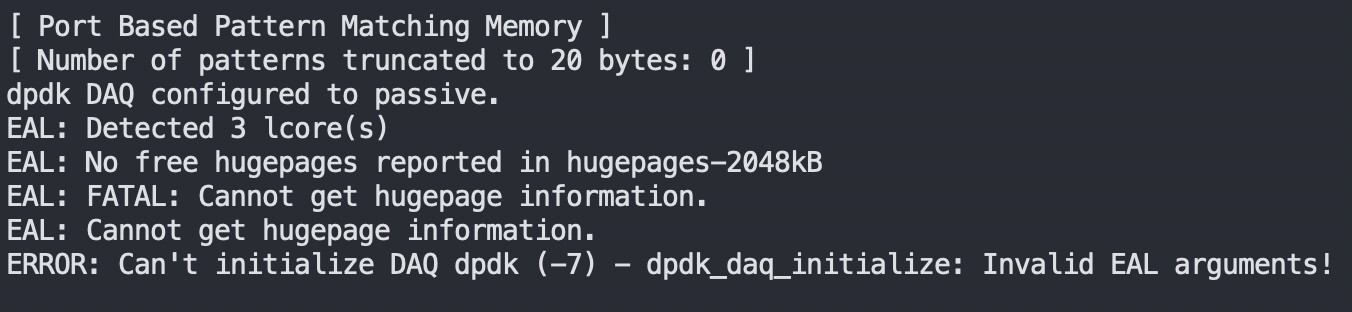 [ Port Based Pattern Matching Memory ]
[ Number of patterns truncated to 20 bytes: 0 ]
dpdk DAQ configured to passive.
EAL: Detected 3 lcore(s)
EAL: No free hugepages reported in hugepages-2048kB
EAL: FATAL: Cannot get hugepage information.
EAL: Cannot get hugepage information.
ERROR: Can't initialize DAQ dpdk (-7) - dpdk_daq_initialize: Invalid EAL arguments!